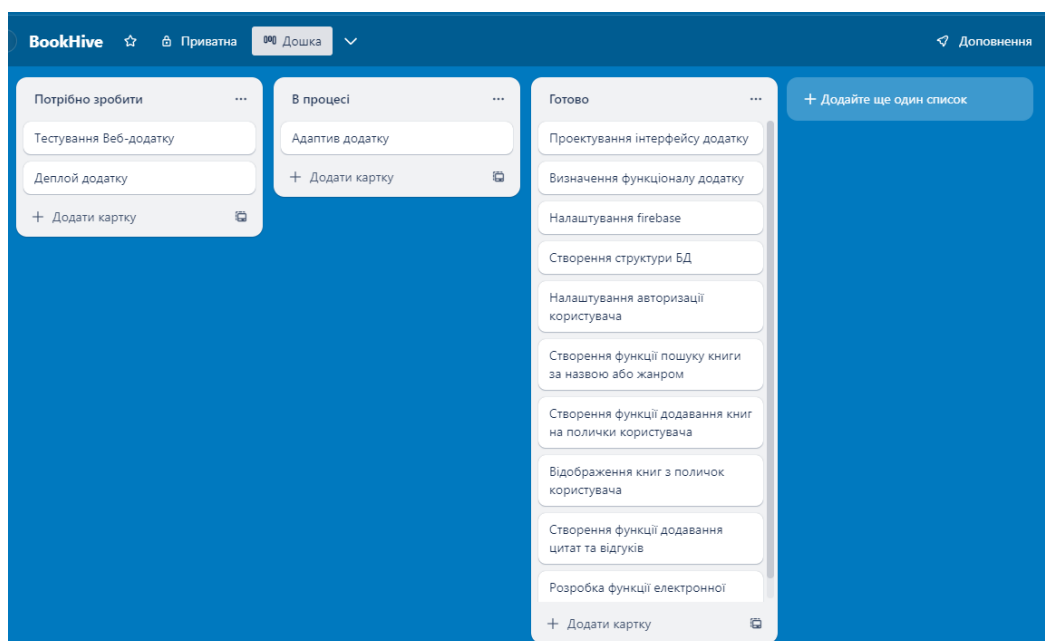 BookHive Приватна Дошка Доповнення
Потрібно зробити
Тестування Веб-додатку
Деплой додатку
+ Додати картку
В процесі
Адаптив додатку
+ Додати картку
Готово
Проектування інтерфейсу додатку
Визначення функціоналу додатку
Налаштування firebase
Створення структури БД
Налаштування авторизації
користувача
Створення функції пошуку книги
за назвою або жанром
Створення функції додавання книг
на полички користувача
Відображення книг з поличок
користувача
Створення функції додавання
цитат та відгуків
Розробка функції електронної
+ Додати картку
+ Додайте ще один список